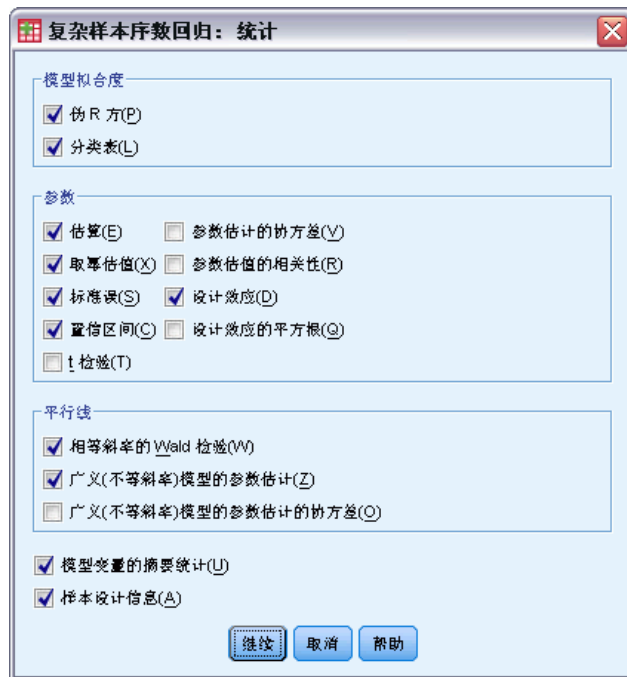 复杂样本序数回归：统计
模型拟合度
伪 R 方(P)
分类表(L)
参数
估算(E) 参数估计的协方差(V)
取幂估值(X) 参数估值的相关性(R)
标准误(S) 设计效应(D)
置信区间(C) 设计效应的平方根(Q)
t 检验(T)
平行线
相等斜率的 Wald 检验(W)
广义(不等斜率)模型的参数估计(Z)
广义(不等斜率)模型的参数估计的协方差(O)
模型变量的摘要统计(U)
样本设计信息(A)
继续 取消 帮助